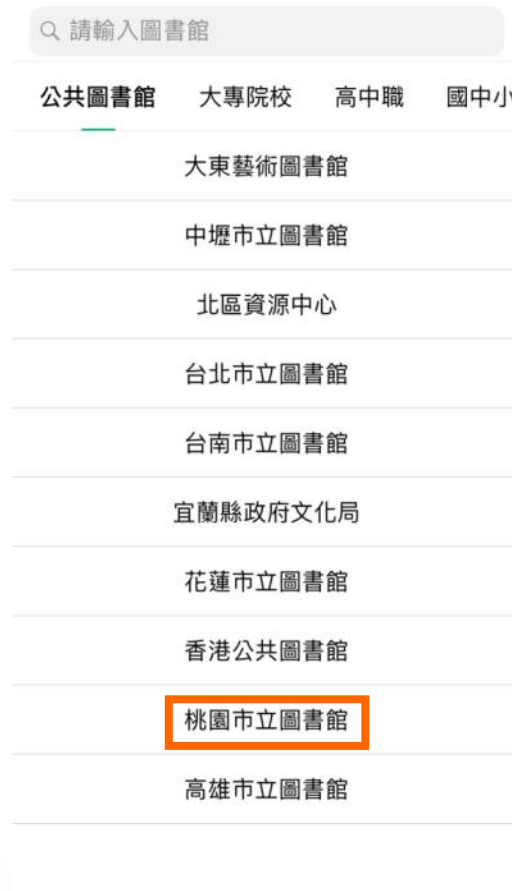 請輸入圖書館
公共圖書館 大專院校 高中職 國中小
大東藝術圖書館
中壢市立圖書館
北區資源中心
台北市立圖書館
台南市立圖書館
宜蘭縣政府文化局
花蓮市立圖書館
香港公共圖書館
桃園市立圖書館
高雄市立圖書館